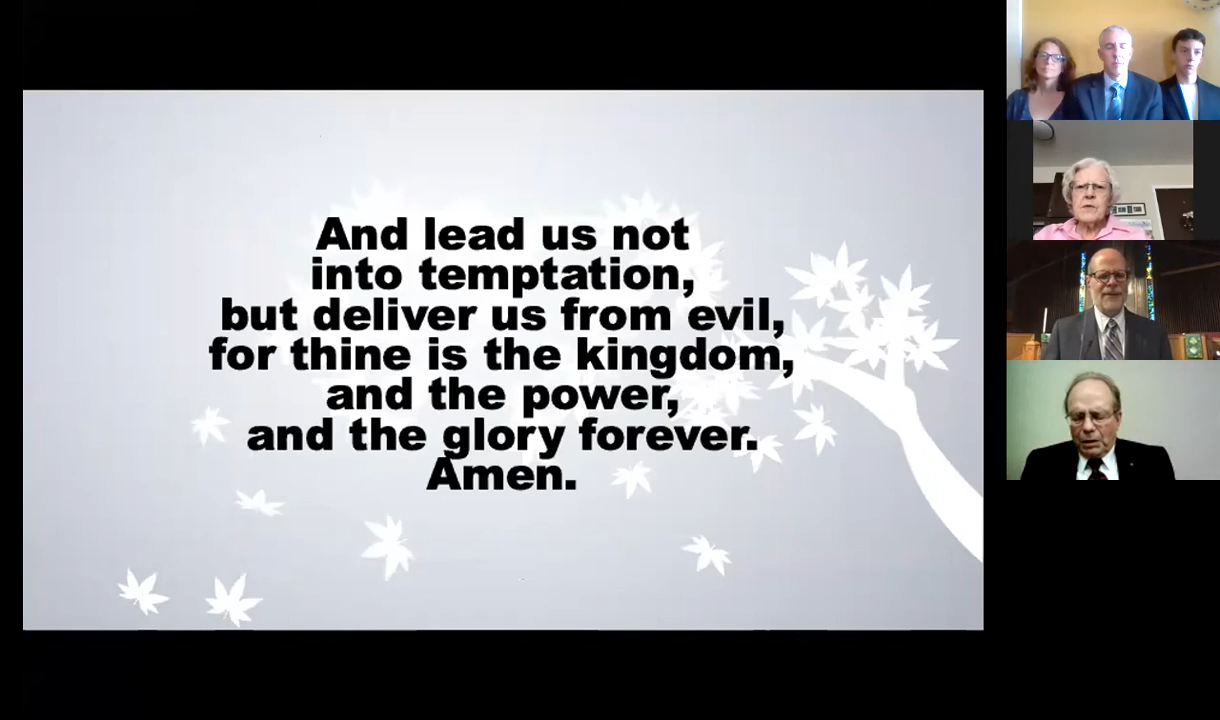 And lead us not
into temptation,
but deliver us from evil,
for thine is the kingdom,
and the power,
and the glory forever.
Amen.